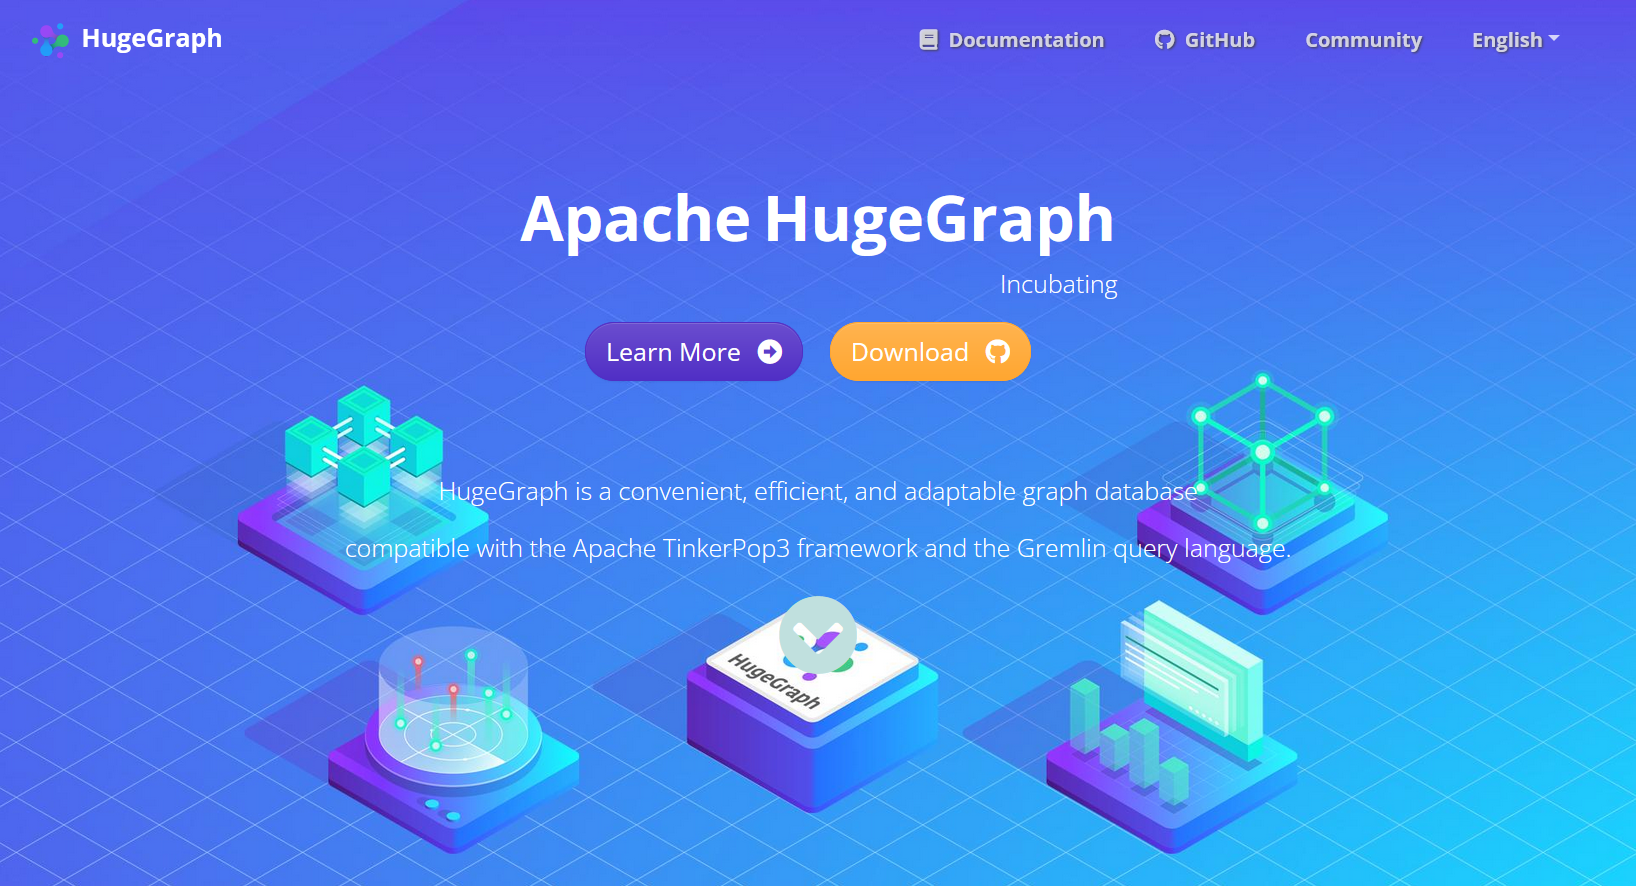 HugeGraph
Documentation
GitHub
Community
English
Apache HugeGraph
Incubating
Learn More
Download
HugeGraph is a convenient, efficient, and adaptable graph database
compatible with the Apache TinkerPop3 framework and the Gremlin query language.
HugeGraph